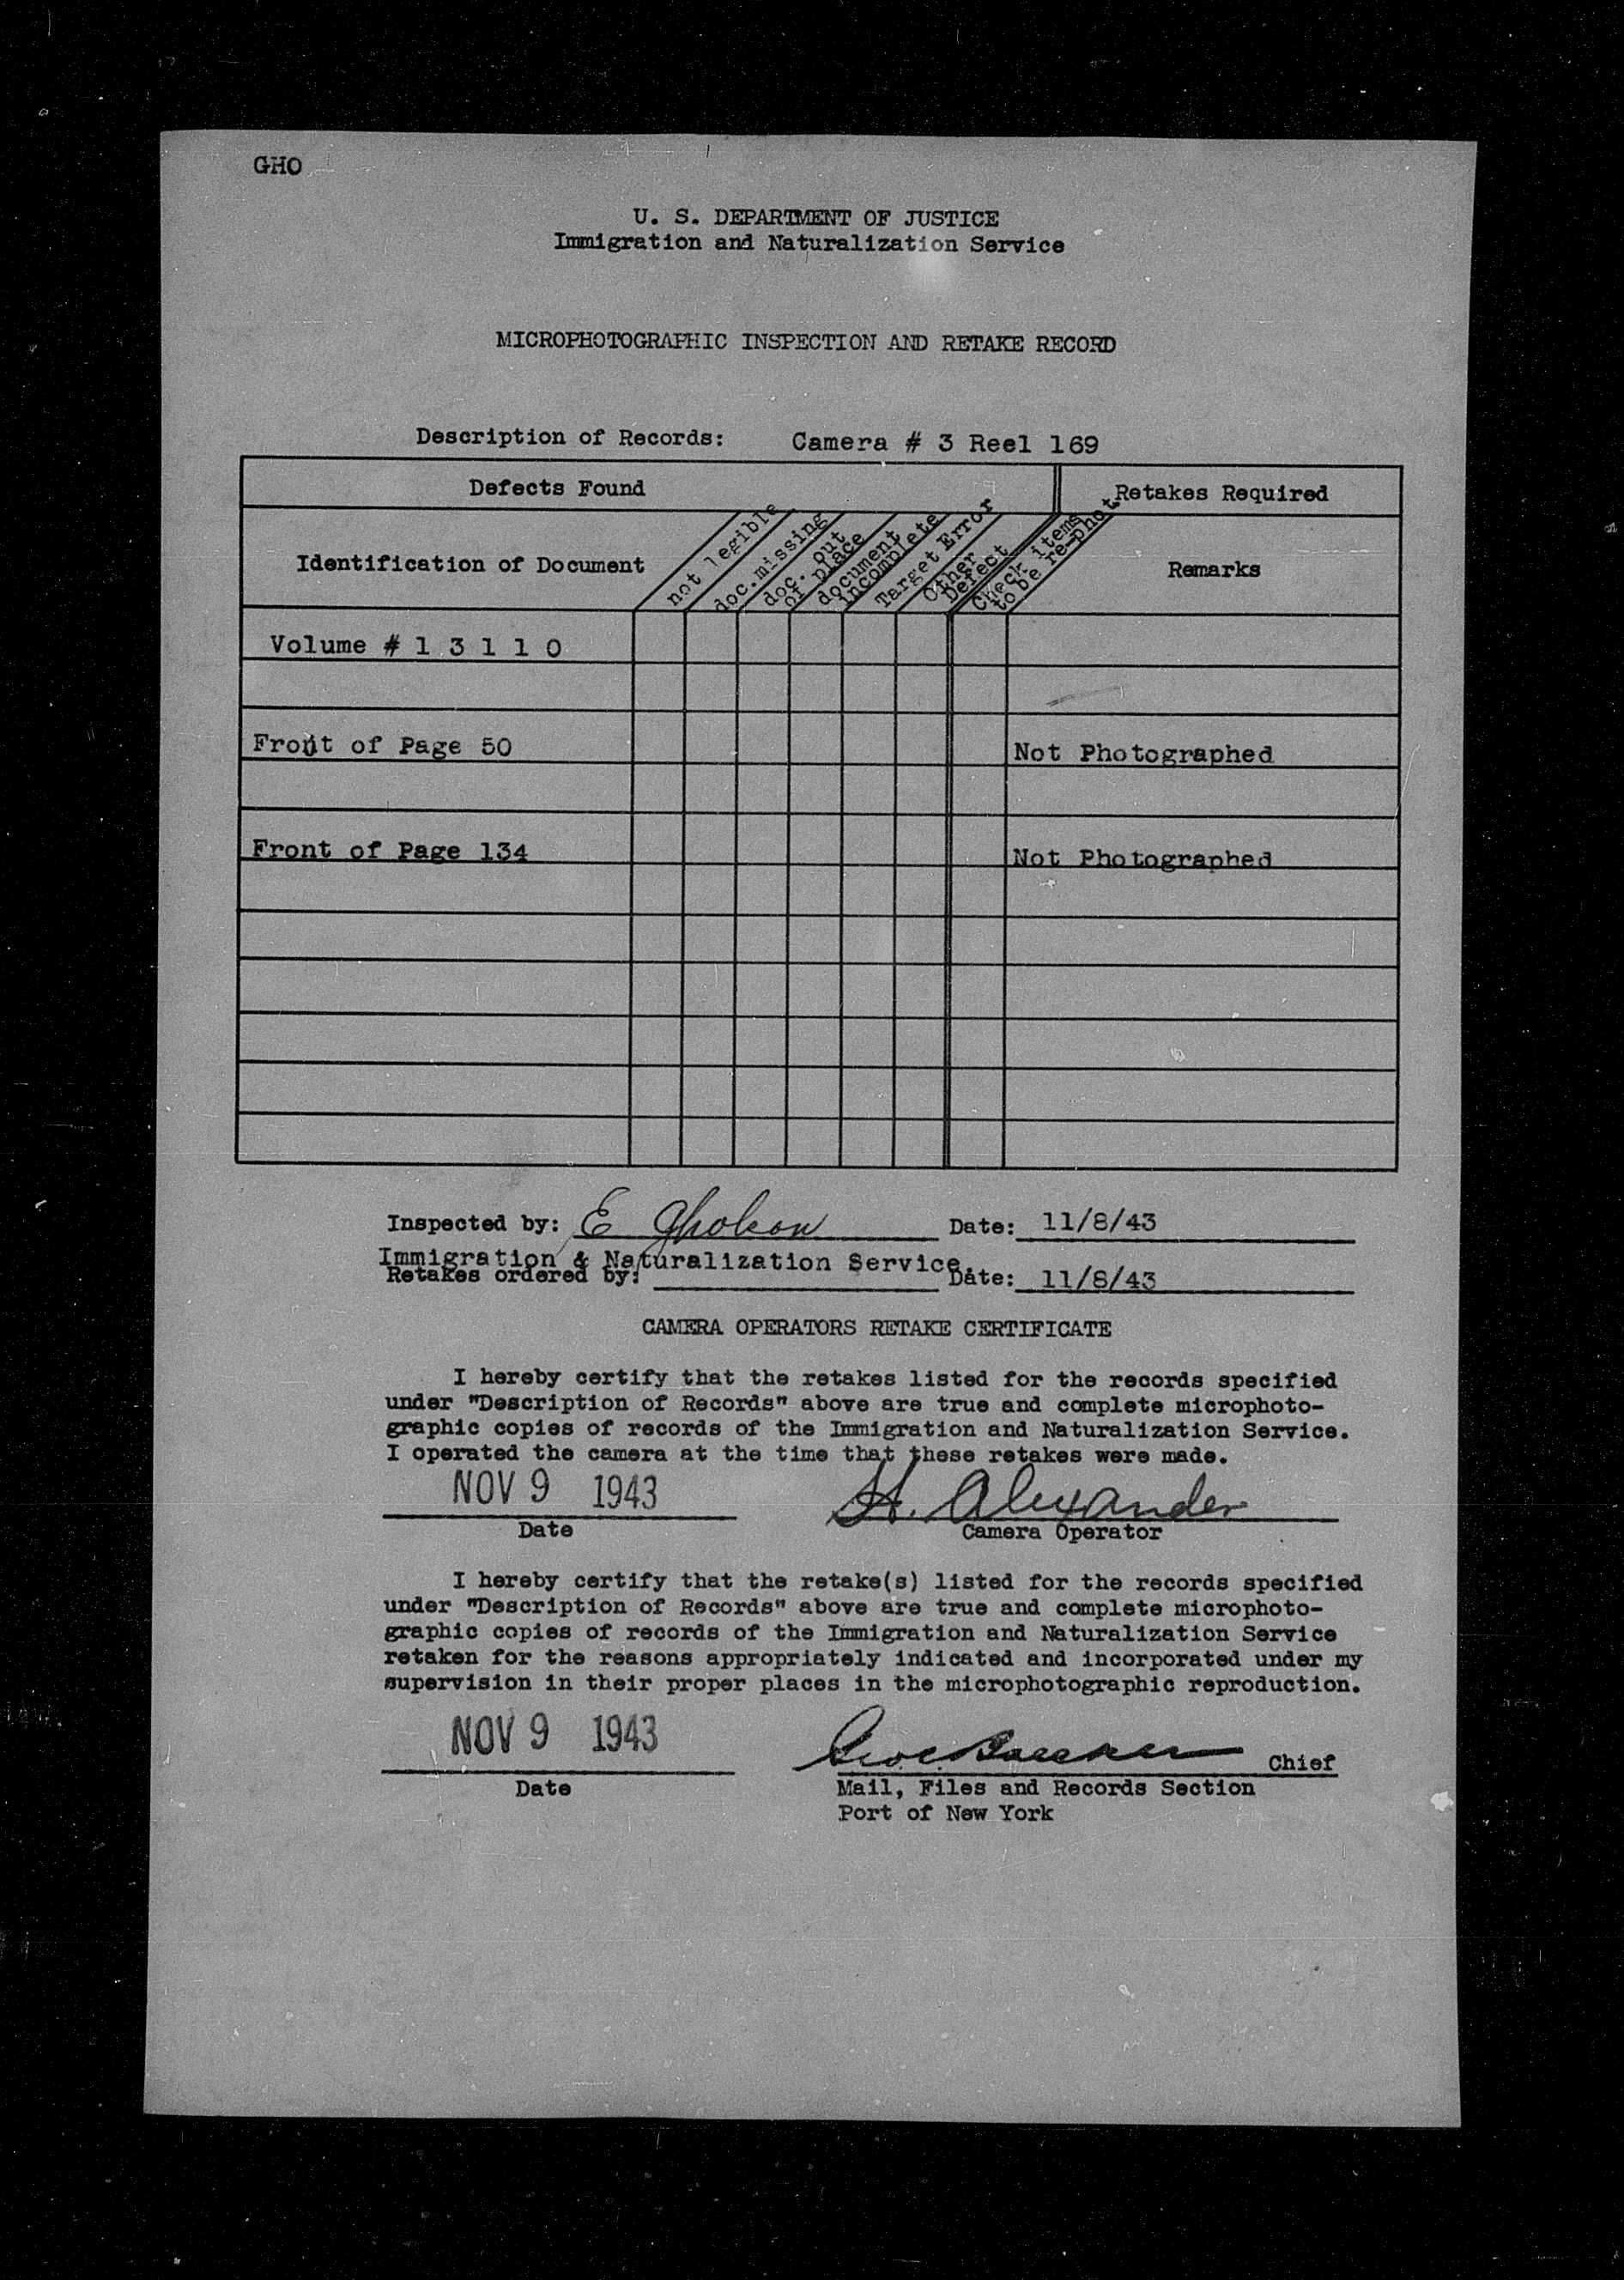 GHO
U. S. DEPARTMENT OF JUSTICE
Immigration and Naturalization Service
MICROPHOTOGRAPHIC INSPECTION AND RETAKE RECORD
Description of Records: Camera # 3 Reel 169
Defects Found
Retakes Required
Identification of Document
not legible
doc.missing
doc. out
of place
document
incomplete
Target Error
Other
Defect
Check items
to be re-phot.
Remarks
Volume # 1 3 1 1 0
Front of Page 50 Not Photographed
Front of Page 134 Not Photographed
Inspected by: E Gholson Date: 11/8/43
Immigration & Naturalization Service.
Retakes ordered by: Date: 11/8/43
CAMERA OPERATORS RETAKE CERTIFICATE
I hereby certify that the retakes listed for the records specified
under "Description of Records" above are true and complete microphoto-
graphic copies of records of the Immigration and Naturalization Service.
I operated the camera at the time that these retakes were made.
NOV 9 1943 H. Alexander
Date Camera Operator
I hereby certify that the retake(s) listed for the records specified
under "Description of Records" above are true and complete microphoto-
graphic copies of records of the Immigration and Naturalization Service
retaken for the reasons appropriately indicated and incorporated under my
supervision in their proper places in the microphotographic reproduction.
NOV 9 1943 Chief
Date Mail, Files and Records Section
Port of New York